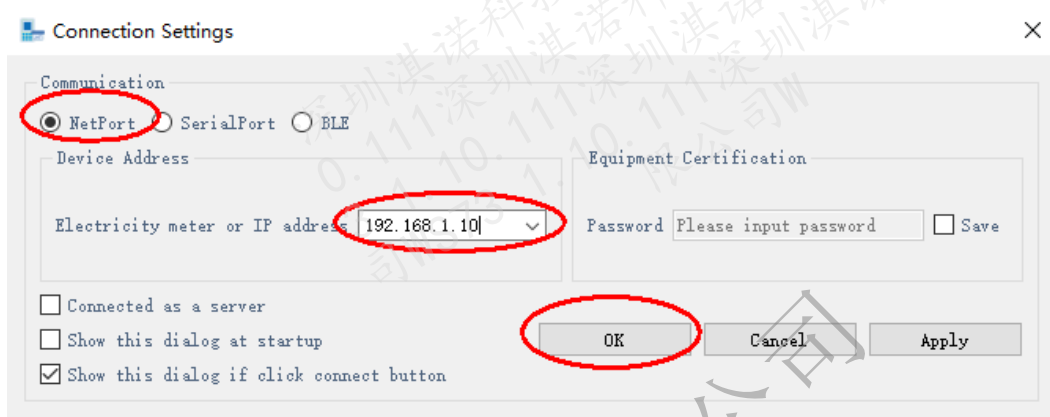 Connection Settings
Communication
NetPort SerialPort BLE
Device Address
Equipment Certification
Electricity meter or IP address 192.168.1.10
Password Please input password Save
Connected as a server
Show this dialog at startup
OK Cancel Apply
Show this dialog if click connect button